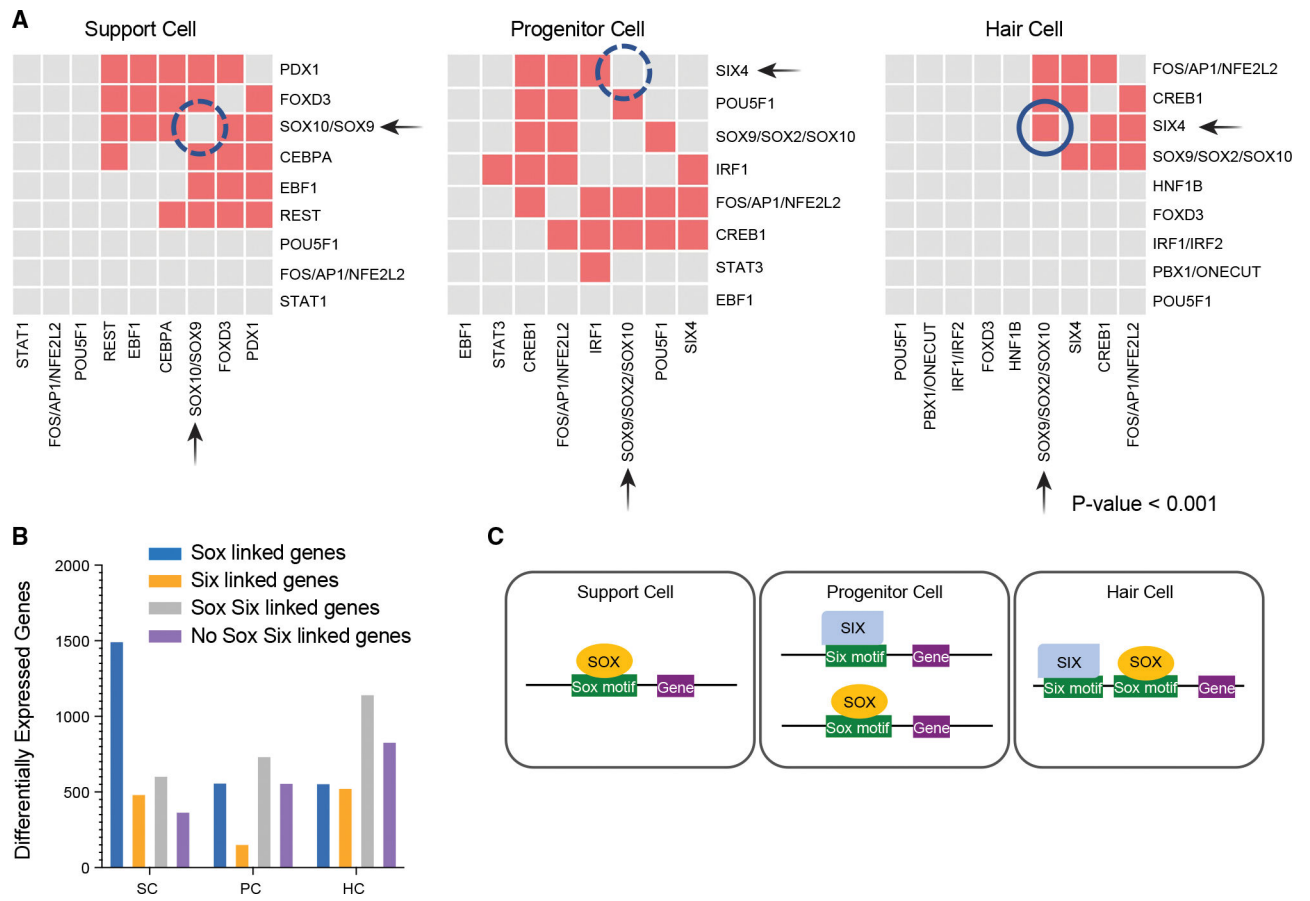 A
Support Cell
PDX1
FOXD3
SOX10/SOX9
CEBPA
EBF1
REST
POU5F1
FOS/AP1/NFE2L2
STAT1
STAT1
FOS/AP1/NFE2L2
POU5F1
REST
EBF1
CEBPA
SOX10/SOX9
FOXD3
PDX1
Progenitor Cell
SIX4
POU5F1
SOX9/SOX2/SOX10
IRF1
FOS/AP1/NFE2L2
CREB1
STAT3
EBF1
EBF1
STAT3
CREB1
FOS/AP1/NFE2L2
IRF1
SOX9/SOX2/SOX10
POU5F1
SIX4
Hair Cell
FOS/AP1/NFE2L2
CREB1
SIX4
SOX9/SOX2/SOX10
HNF1B
FOXD3
IRF1/IRF2
PBX1/ONECUT
POU5F1
POU5F1
PBX1/ONECUT
IRF1/IRF2
FOXD3
HNF1B
SOX9/SOX2/SOX10
SIX4
CREB1
FOS/AP1/NFE2L2
P-value < 0.001
B
Sox linked genes
Six linked genes
Sox Six linked genes
No Sox Six linked genes
Differentially Expressed Genes
2000
1500
1000
500
0
SC
PC
HC
C
Support Cell
SOX
Sox motif
Gene
Progenitor Cell
SIX
Six motif
Gene
SOX
Sox motif
Gene
Hair Cell
SIX
SOX
Six motif
Sox motif
Gene